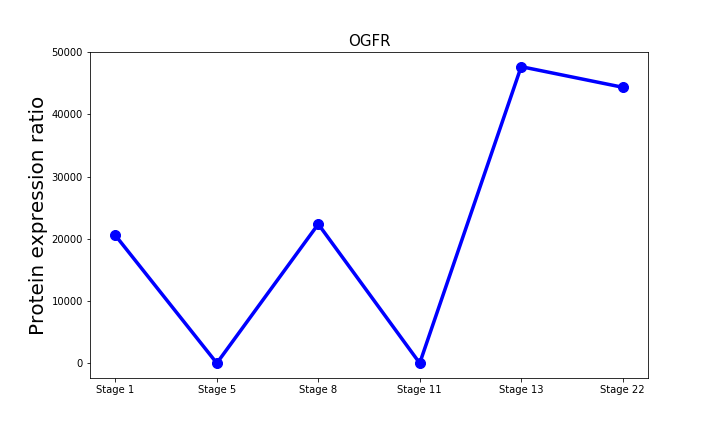 OGFR
Protein expression ratio
50000
40000
30000
20000
10000
0
Stage 1 Stage 5 Stage 8 Stage 11 Stage 13 Stage 22